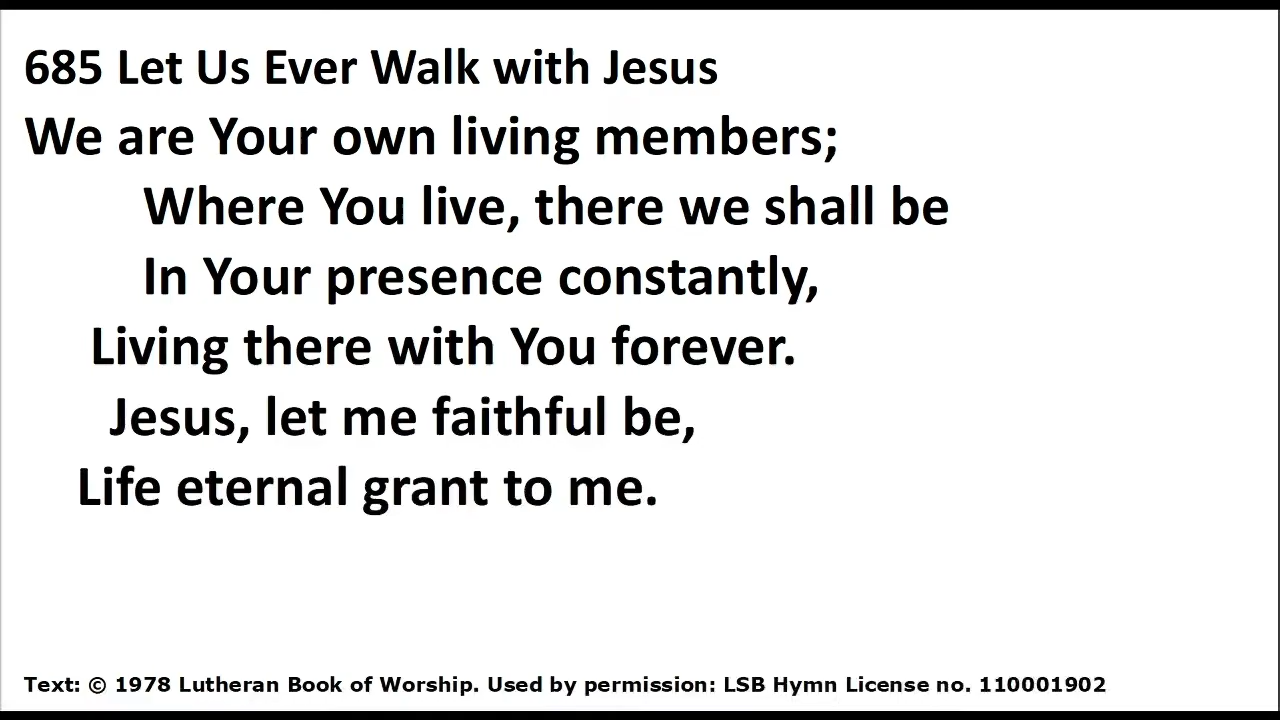 685 Let Us Ever Walk with Jesus
We are Your own living members;
Where You live, there we shall be
In Your presence constantly,
Living there with You forever.
Jesus, let me faithful be,
Life eternal grant to me.
Text: © 1978 Lutheran Book of Worship. Used by permission: LSB Hymn License no. 110001902